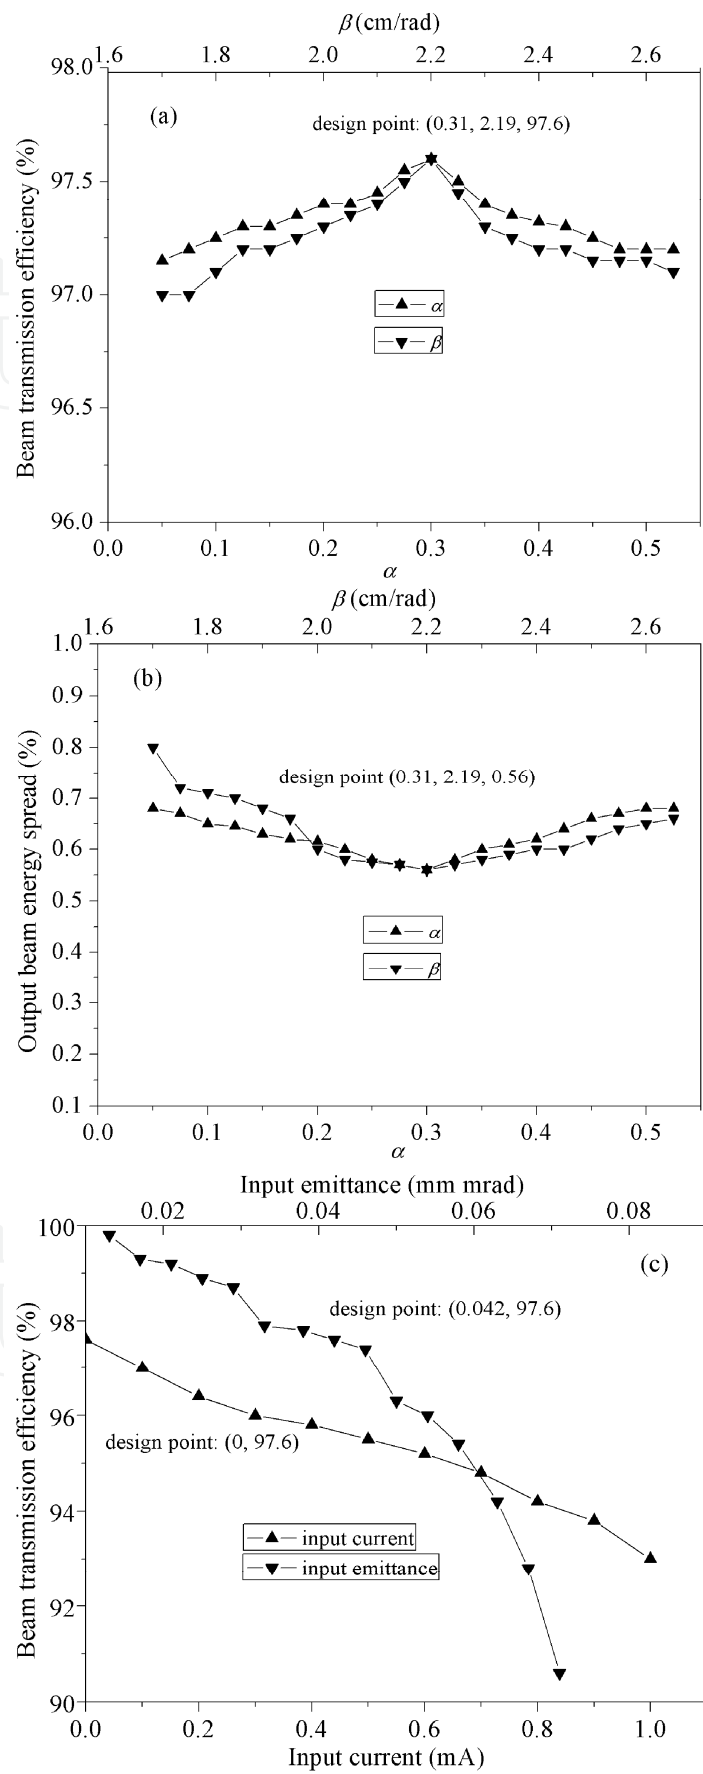 β (cm/rad)
1.6 1.8 2.0 2.2 2.4 2.6
98.0
(a)
design point: (0.31, 2.19, 97.6)
97.5
97.0
96.5
96.0
Beam transmission efficiency (%)
α
β
0.0 0.1 0.2 0.3 0.4 0.5
α
β (cm/rad)
1.6 1.8 2.0 2.2 2.4 2.6
1.0
(b)
0.9
0.8
design point (0.31, 2.19, 0.56)
0.7
0.6
0.5
0.4
0.3
0.2
0.1
Output beam energy spread (%)
α
β
0.0 0.1 0.2 0.3 0.4 0.5
α
Input emittance (mm mrad)
0.02 0.04 0.06 0.08
100
(c)
design point: (0.042, 97.6)
98
96
design point: (0, 97.6)
94
92
90
Beam transmission efficiency (%)
input current
input emittance
0.0 0.2 0.4 0.6 0.8 1.0
Input current (mA)